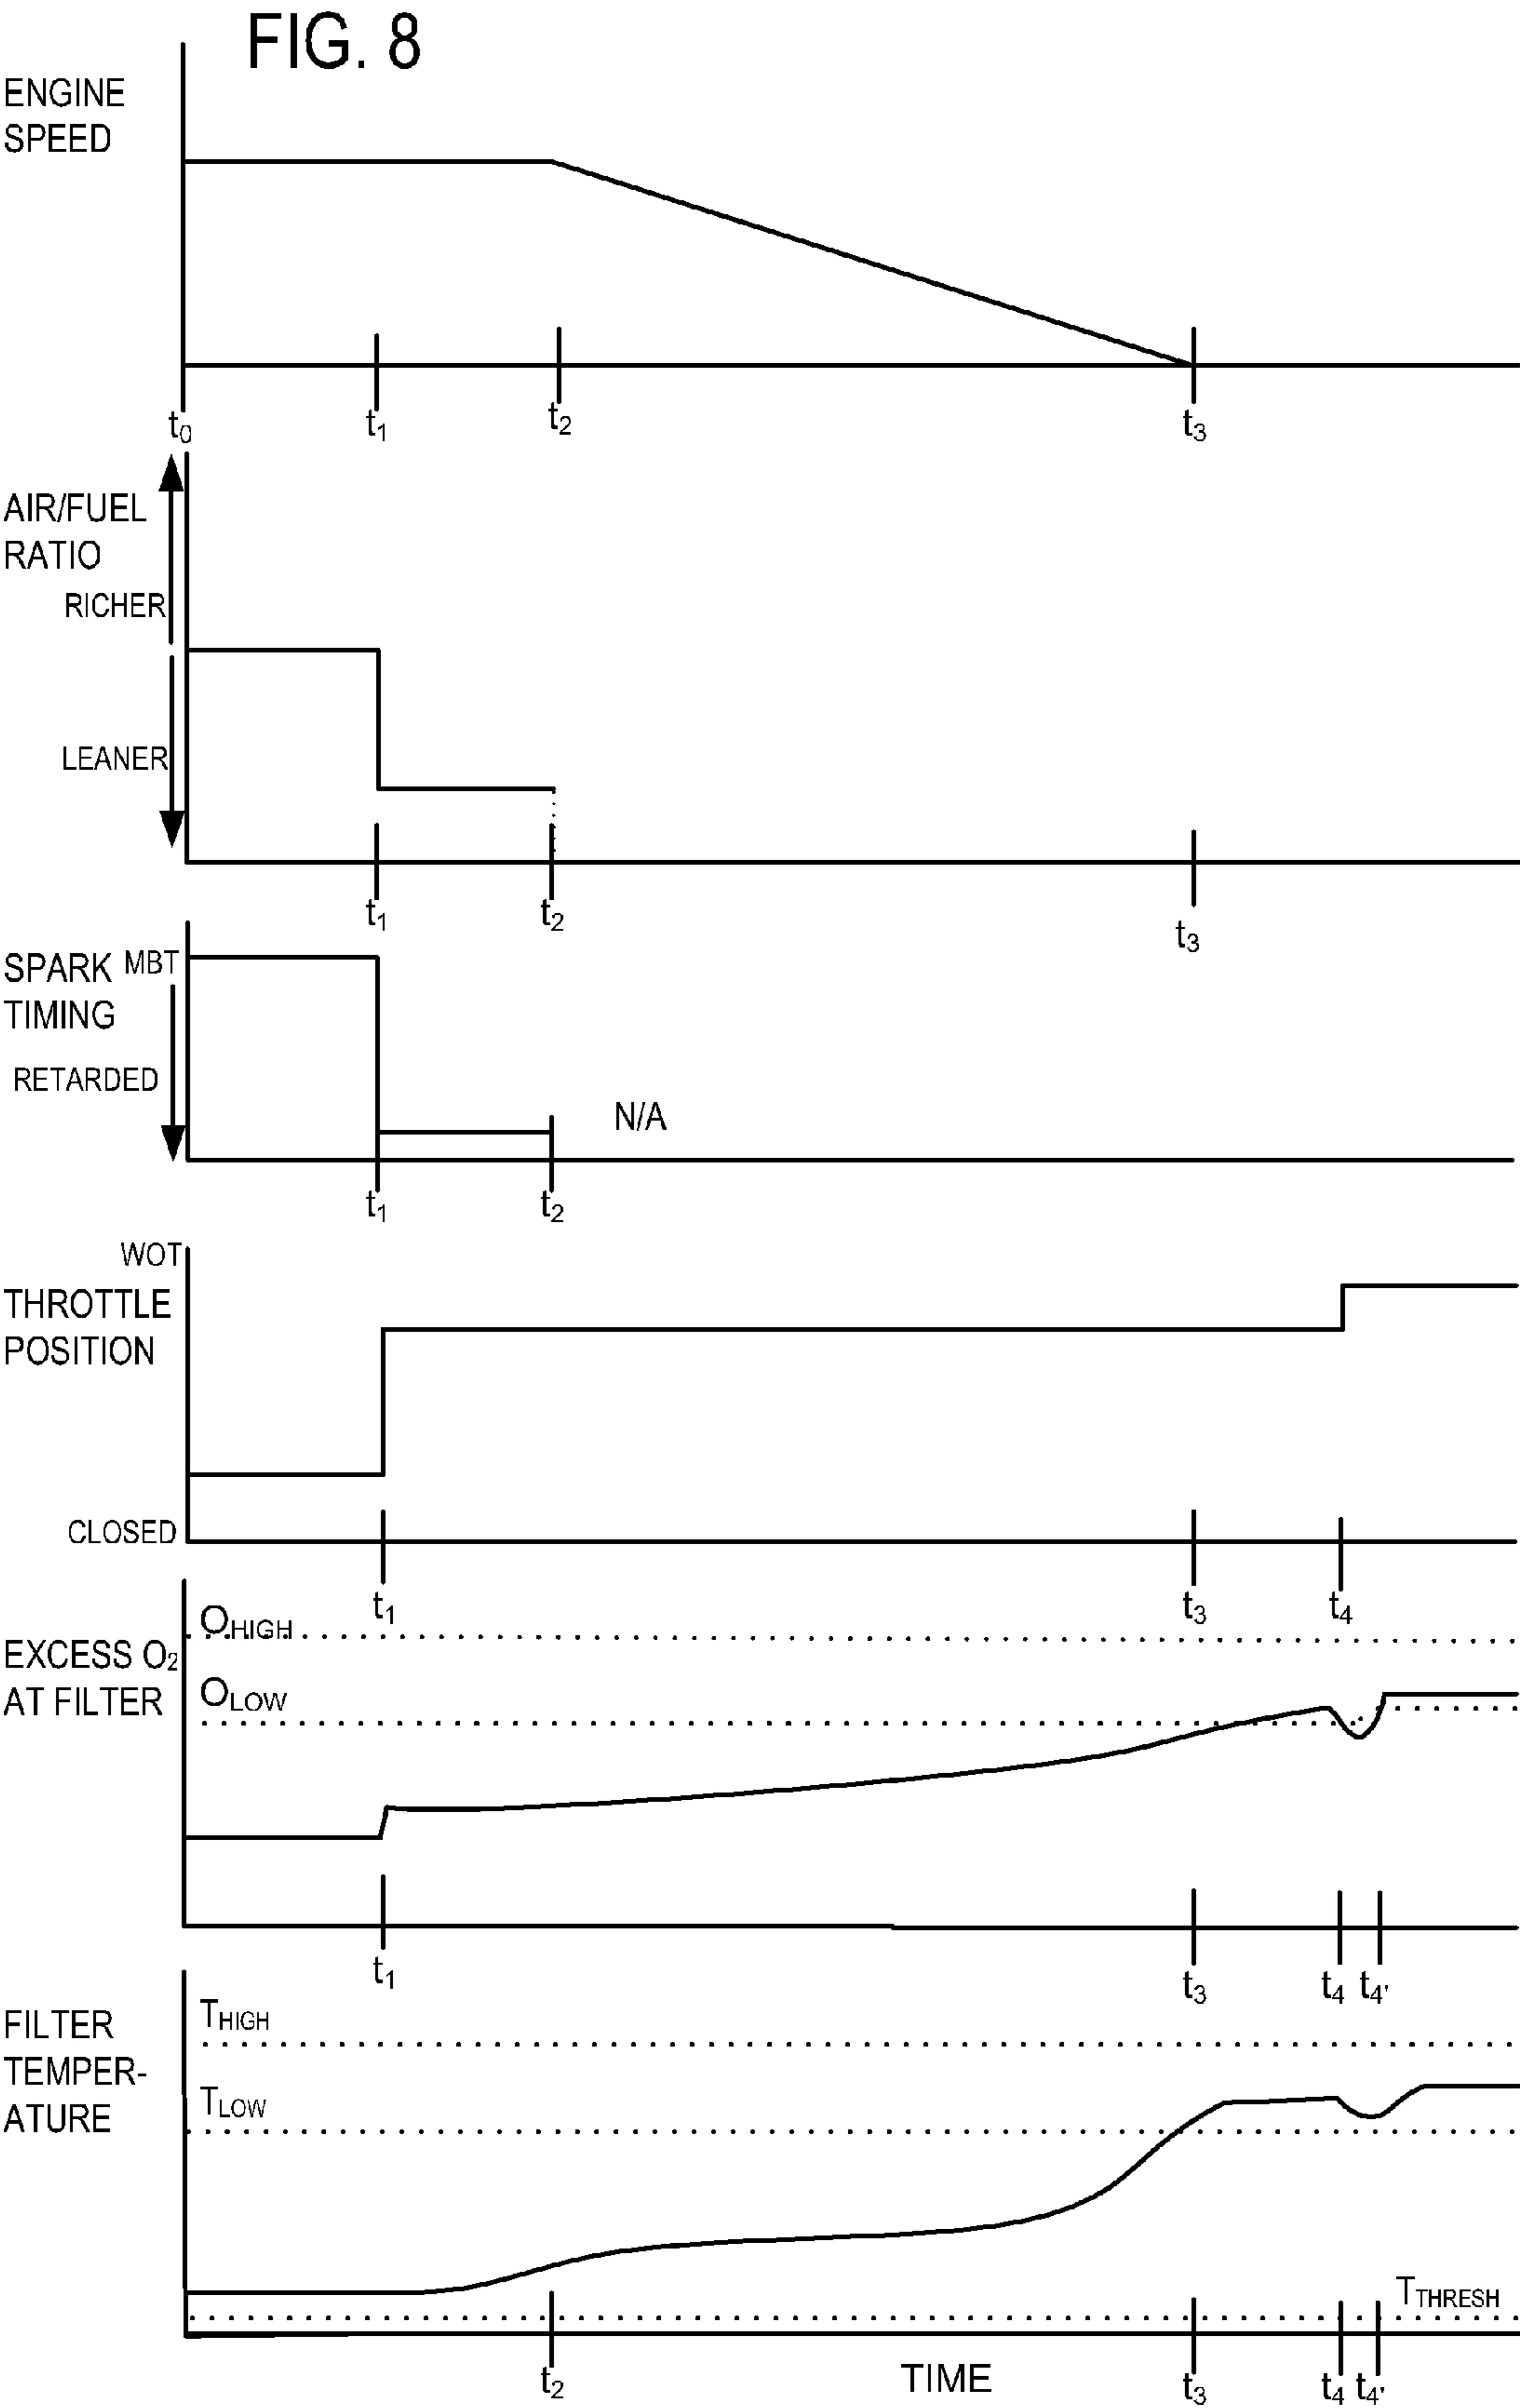 FIG. 8
ENGINE
SPEED
t0 t1 t2 t3
AIR/FUEL
RATIO
RICHER
LEANER
t1 t2 t3
SPARK MBT
TIMING
RETARDED
N/A
t1 t2
WOT
THROTTLE
POSITION
CLOSED
t1 t3 t4
OHIGH
EXCESS O2
AT FILTER
OLOW
t1 t3 t4 t4'
FILTER
TEMPER-
ATURE
THIGH
TLOW
TTHRESH
t2 TIME t3 t4 t4'